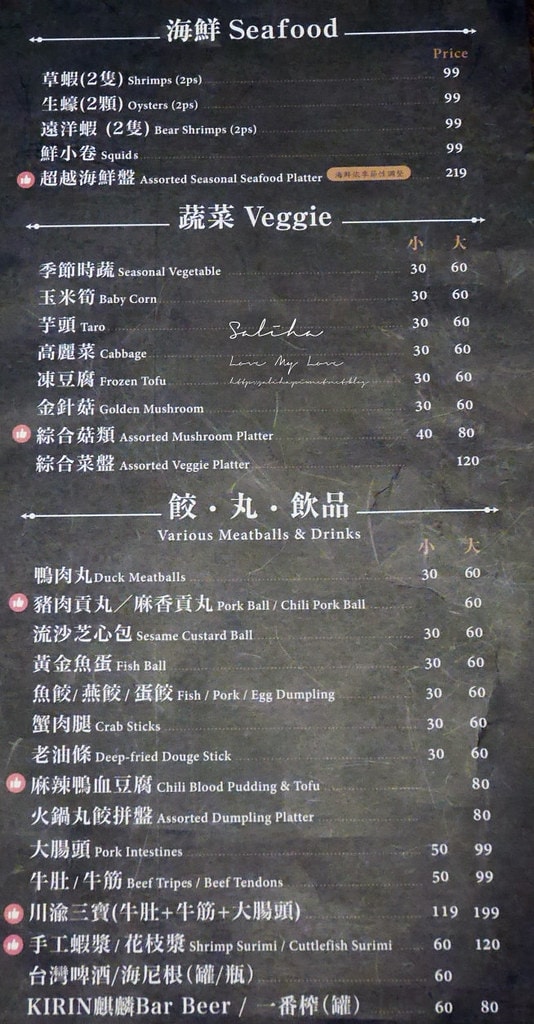 海鮮 Seafood
Price
草蝦(2隻) Shrimps (2ps) 99
生蠔(2顆) Oysters (2ps) 99
遠洋蝦 (2隻) Bear Shrimps (2ps) 99
鮮小卷 Squids 99
超越海鮮盤 Assorted Seasonal Seafood Platter 海鮮依季節性調整 219
蔬菜 Veggie
小 大
季節時蔬 Seasonal Vegetable 30 60
玉米筍 Baby Corn 30 60
芋頭 Taro 30 60
Saliha
高麗菜 Cabbage 30 60
Love My Love
凍豆腐 Frozen Tofu 30 60
金針菇 Golden Mushroom 30 60
綜合菇類 Assorted Mushroom Platter 40 80
綜合菜盤 Assorted Veggie Platter 120
餃・丸・飲品
Various Meatballs & Drinks
小 大
鴨肉丸 Duck Meatballs 30 60
豬肉貢丸／麻香貢丸 Pork Ball / Chili Pork Ball 60
流沙芝心包 Sesame Custard Ball 30 60
黃金魚蛋 Fish Ball 30 60
魚餃/燕餃/蛋餃 Fish / Pork / Egg Dumpling 30 60
蟹肉腿 Crab Sticks 30 60
老油條 Deep-fried Douge Stick 30 60
麻辣鴨血豆腐 Chili Blood Pudding & Tofu 80
火鍋丸餃拼盤 Assorted Dumpling Platter 80
大腸頭 Pork Intestines 50 99
牛肚/牛筋 Beef Tripes / Beef Tendons 50 99
川渝三寶(牛肚+牛筋+大腸頭) 119 199
手工蝦漿/花枝漿 Shrimp Surimi / Cuttlefish Surimi 60 120
台灣啤酒/海尼根(罐/瓶) 60
KIRIN麒麟Bar Beer / 一番榨(罐) 60 80